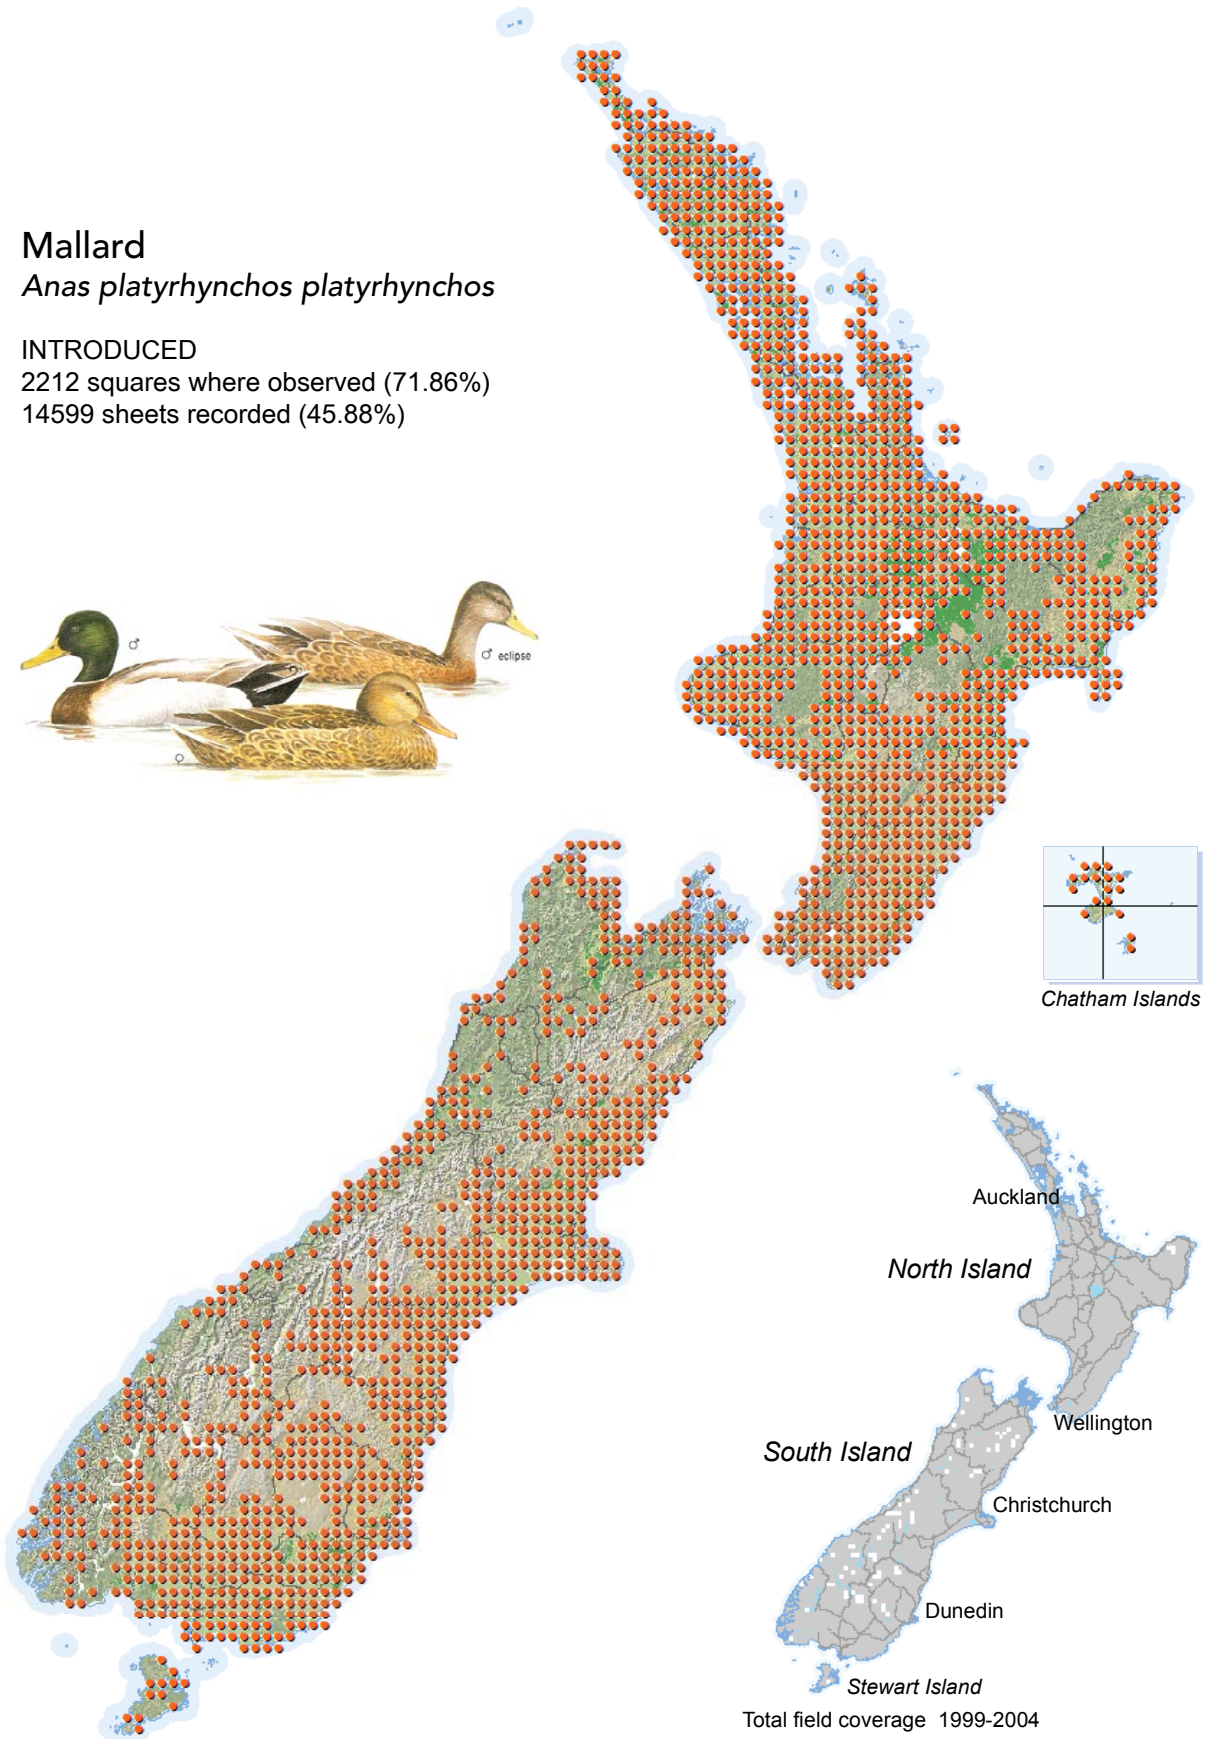 Mallard
Anas platyrhynchos platyrhynchos
INTRODUCED
2212 squares where observed (71.86%)
14599 sheets recorded (45.88%)
♂
♂ eclipse
♀
Chatham Islands
Auckland
North Island
Wellington
South Island
Christchurch
Dunedin
Stewart Island
Total field coverage 1999-2004